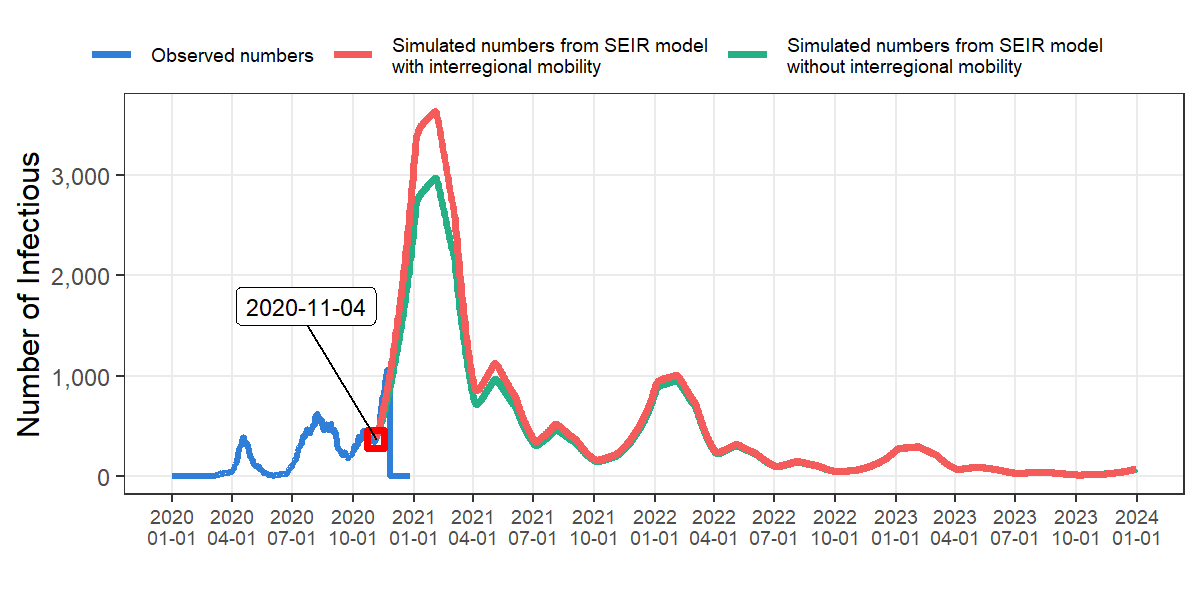 Observed numbers
Simulated numbers from SEIR model
with interregional mobility
Simulated numbers from SEIR model
without interregional mobility
Number of Infectious
3,000
2,000
1,000
0
2020-11-04
2020 2020 2020 2020 2021 2021 2021 2021 2022 2022 2022 2022 2023 2023 2023 2023 2024
01-01 04-01 07-01 10-01 01-01 04-01 07-01 10-01 01-01 04-01 07-01 10-01 01-01 04-01 07-01 10-01 01-01